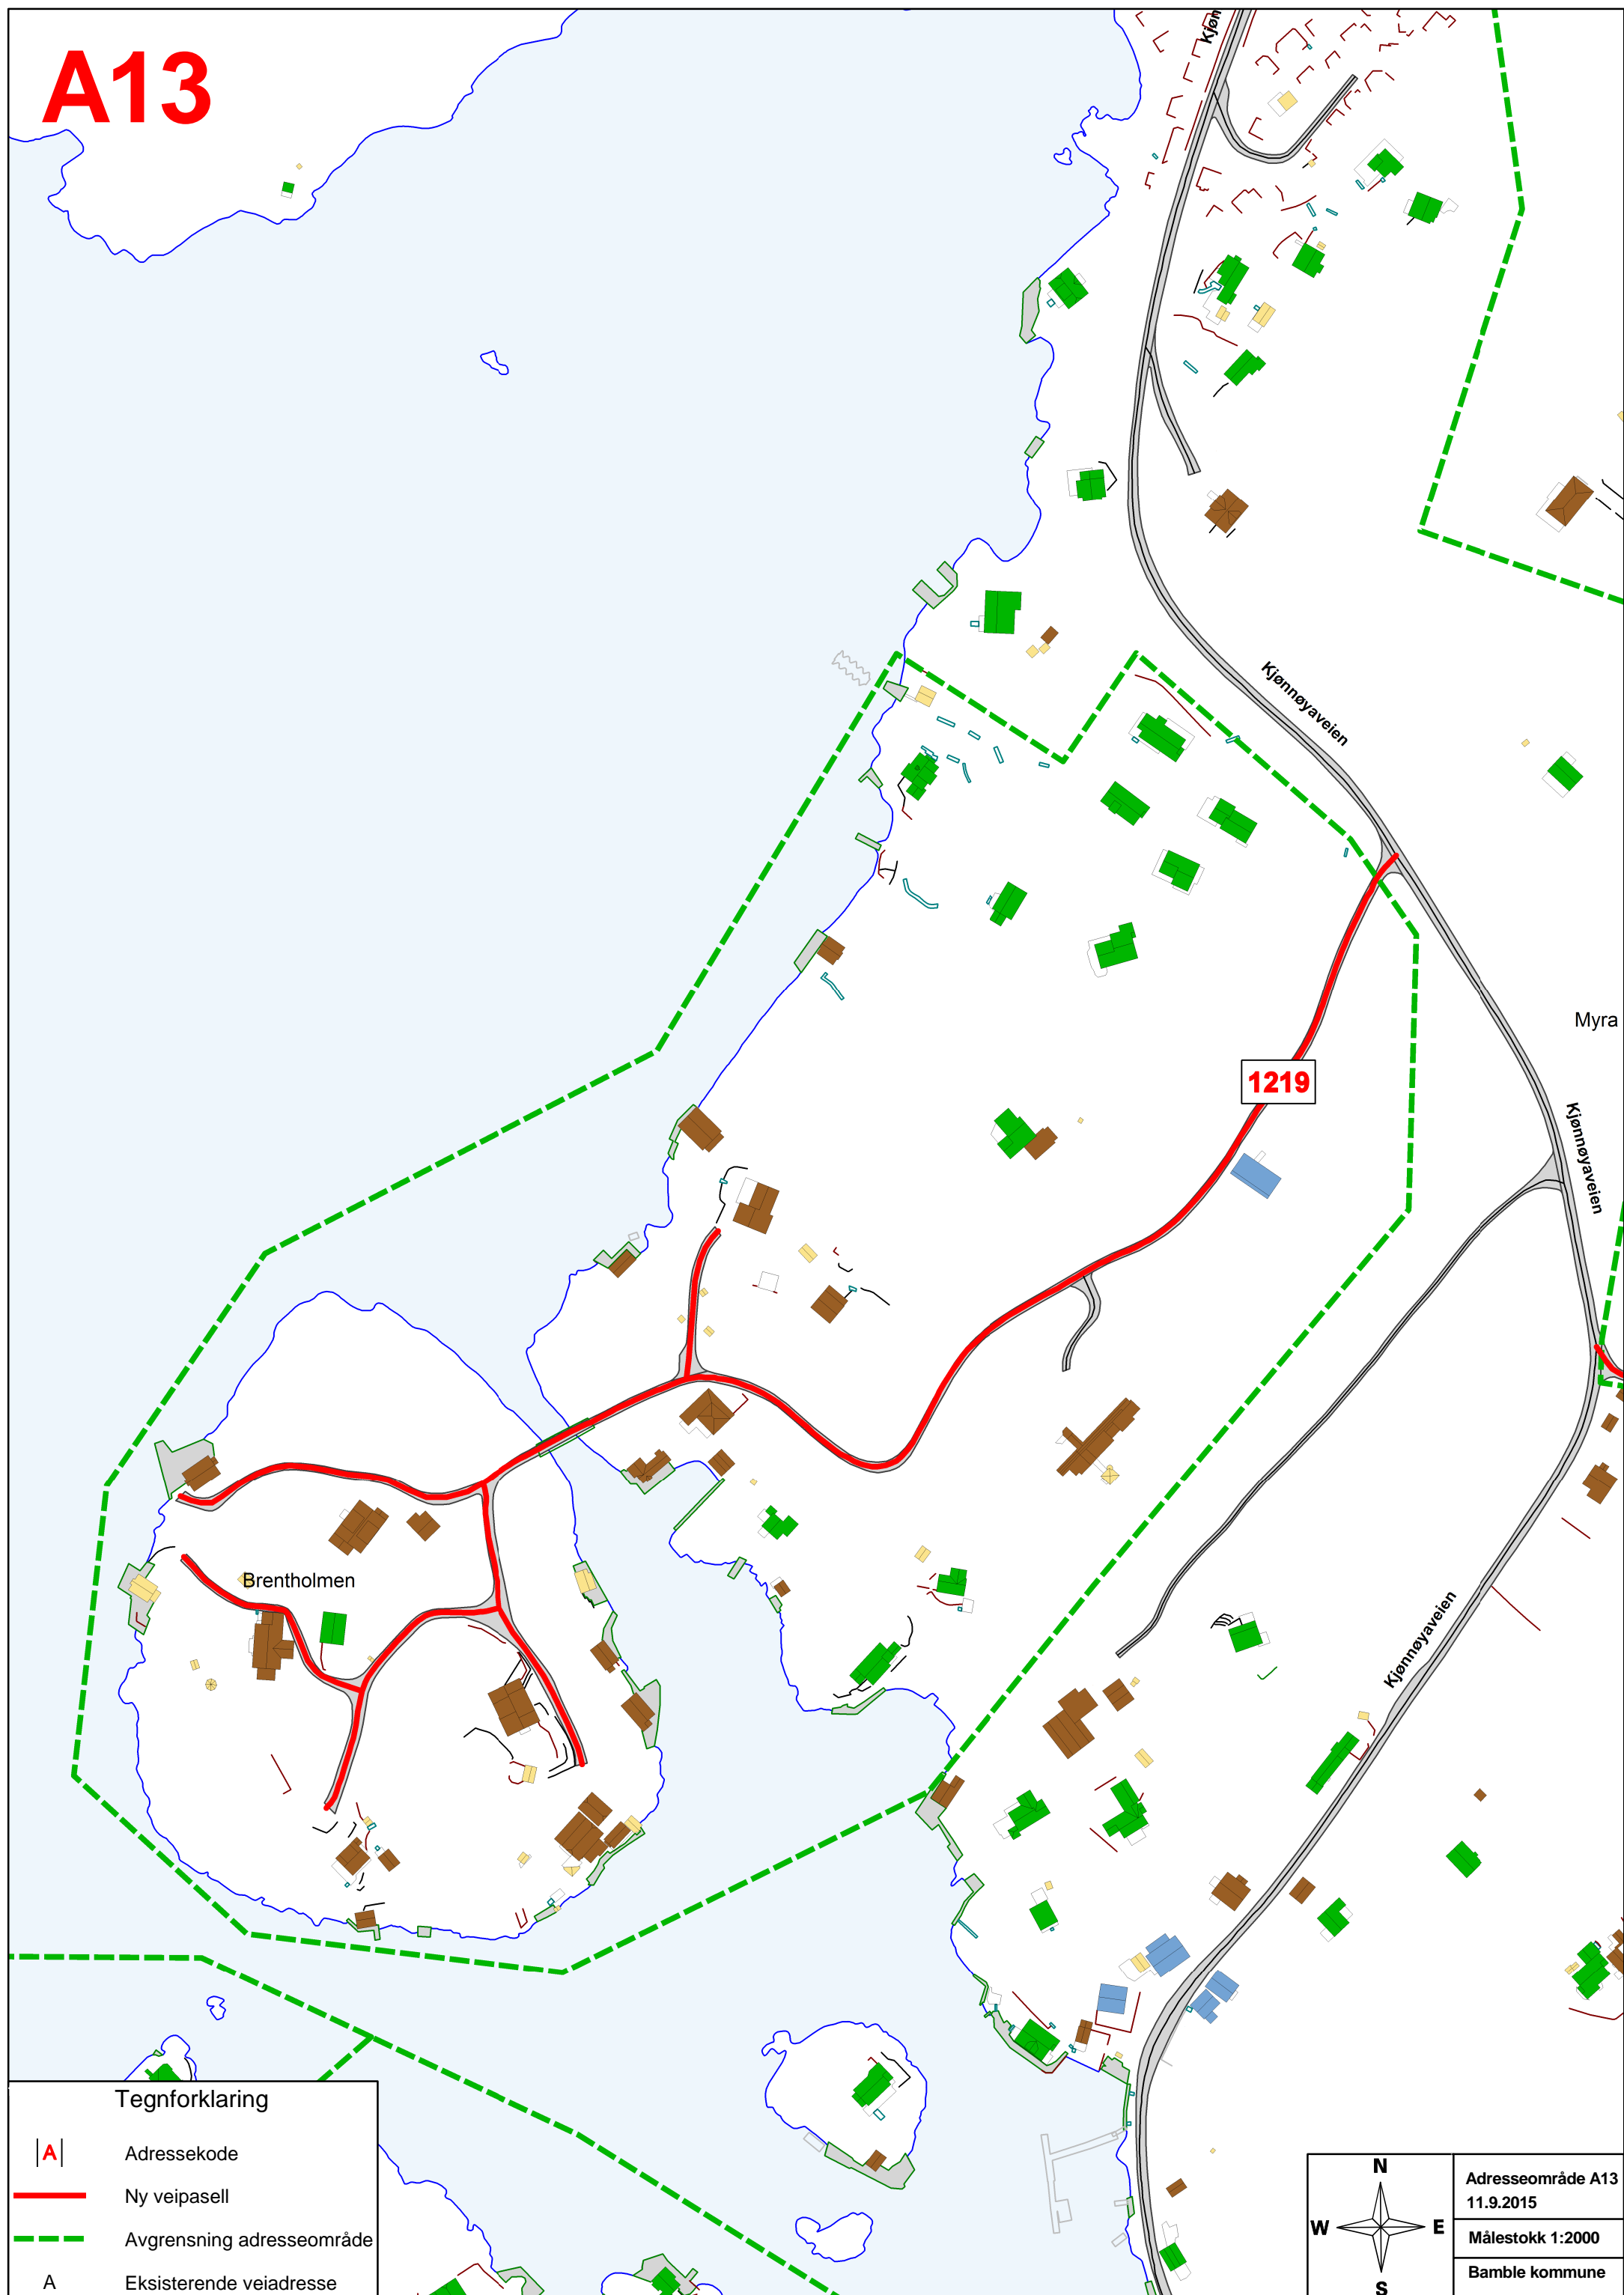 A13
Kjøn
Kjønnøyaveien
Myra
1219
Kjønnøyaveien
Brentholmen
Kjønnøyaveien
Tegnforklaring
A Adressekode
Ny veipasell
Avgrensning adresseområde
A Eksisterende veiadresse
N
W E
S
Adresseområde A13
11.9.2015
Målestokk 1:2000
Bamble kommune